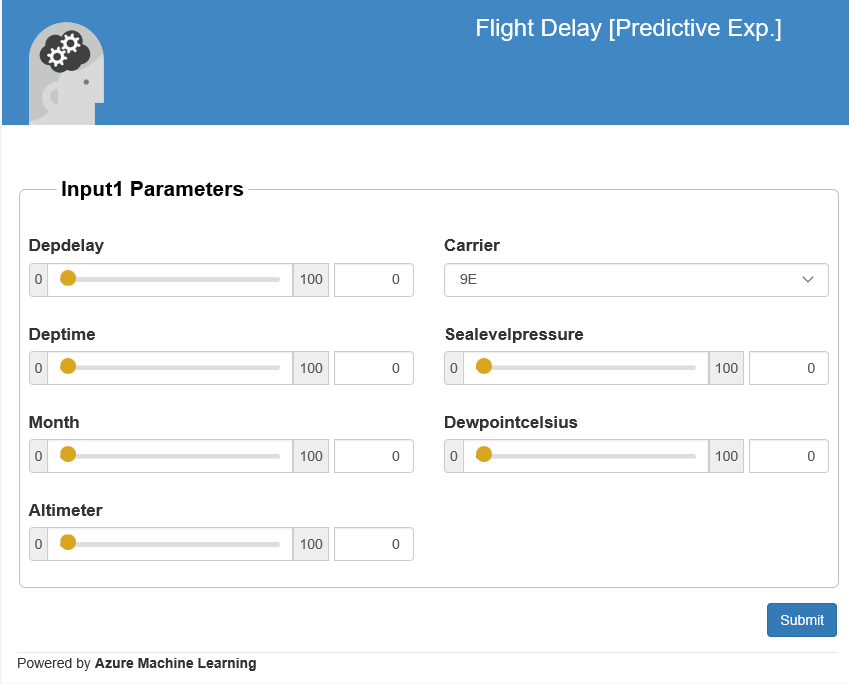 Flight Delay [Predictive Exp.]
Input1 Parameters
Depdelay
0 100 0
Carrier
9E
Deptime
0 100 0
Sealevelpressure
0 100 0
Month
0 100 0
Dewpointcelsius
0 100 0
Altimeter
0 100 0
Submit
Powered by Azure Machine Learning